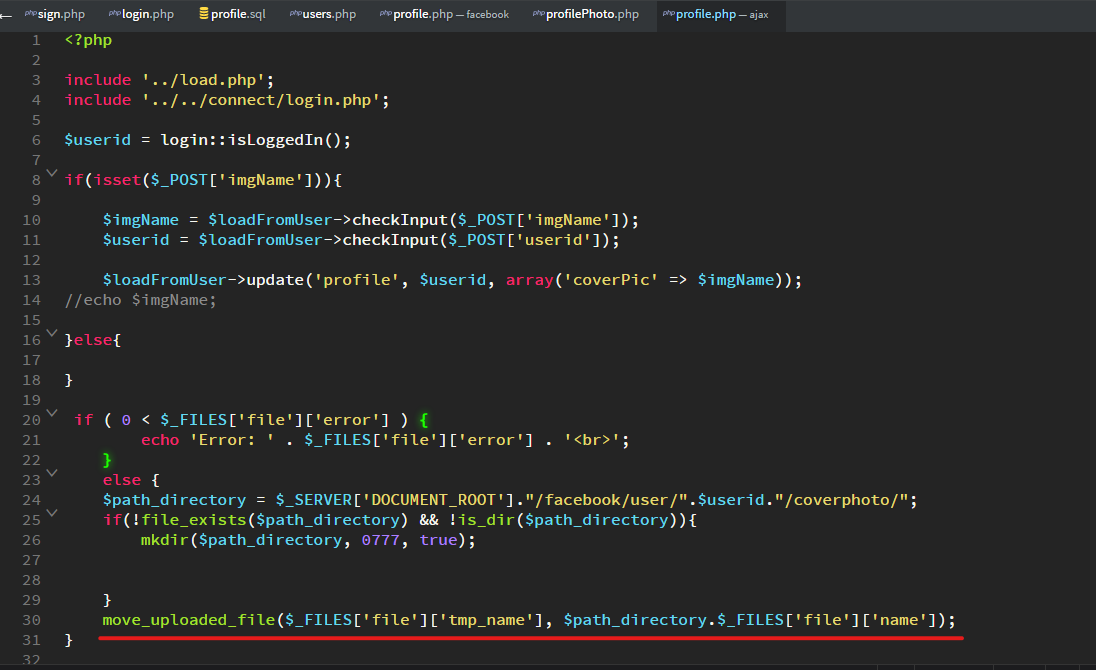 ← php sign.php php login.php profile.sql php users.php php profile.php — facebook php profilePhoto.php php profile.php — ajax
1 <?php
2
3 include '../load.php';
4 include '../../connect/login.php';
5
6 $userid = login::isLoggedIn();
7
8 if(isset($_POST['imgName'])){
9
10 $imgName = $loadFromUser->checkInput($_POST['imgName']);
11 $userid = $loadFromUser->checkInput($_POST['userid']);
12
13 $loadFromUser->update('profile', $userid, array('coverPic' => $imgName));
14 //echo $imgName;
15
16 }else{
17
18 }
19
20 if ( 0 < $_FILES['file']['error'] ) {
21 echo 'Error: ' . $_FILES['file']['error'] . '<br>';
22 }
23 else {
24 $path_directory = $_SERVER['DOCUMENT_ROOT']."/facebook/user/".$userid."/coverphoto/";
25 if(!file_exists($path_directory) && !is_dir($path_directory)){
26 mkdir($path_directory, 0777, true);
27
28
29 }
30 move_uploaded_file($_FILES['file']['tmp_name'], $path_directory.$_FILES['file']['name']);
31 }
32